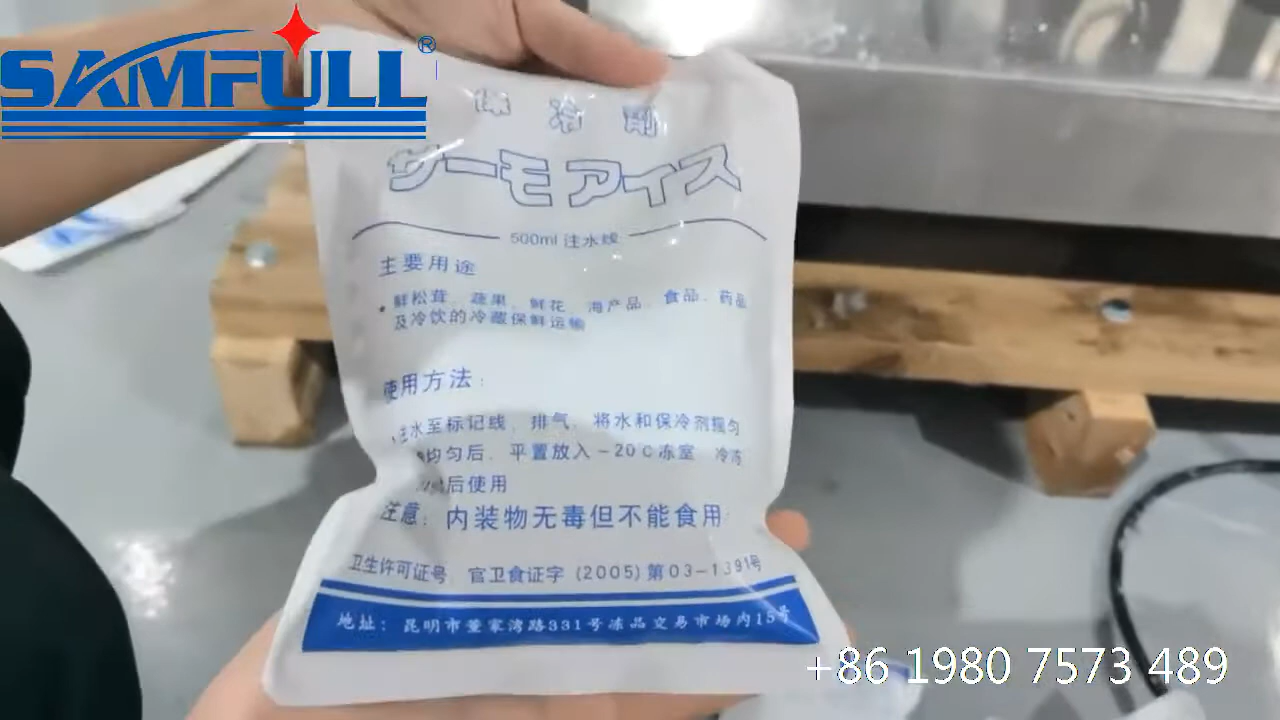 SAMFULL®
保冷剤
サーモアイス
500ml 注水线
主要用途
• 鲜松茸、蔬果、鲜花、海产品、食品、药品
及冷饮的冷藏保鲜运输
使用方法：
注水至标记线，排气，将水和保冷剂摇匀
均匀后，平置放入-20℃冻室，冷冻
后使用
注意：内装物无毒但不能食用
卫生许可证号 官卫食证字(2005)第03-1391号
地址：昆明市董家湾路331号冻品交易市场内15号
+86 1980 7573 489